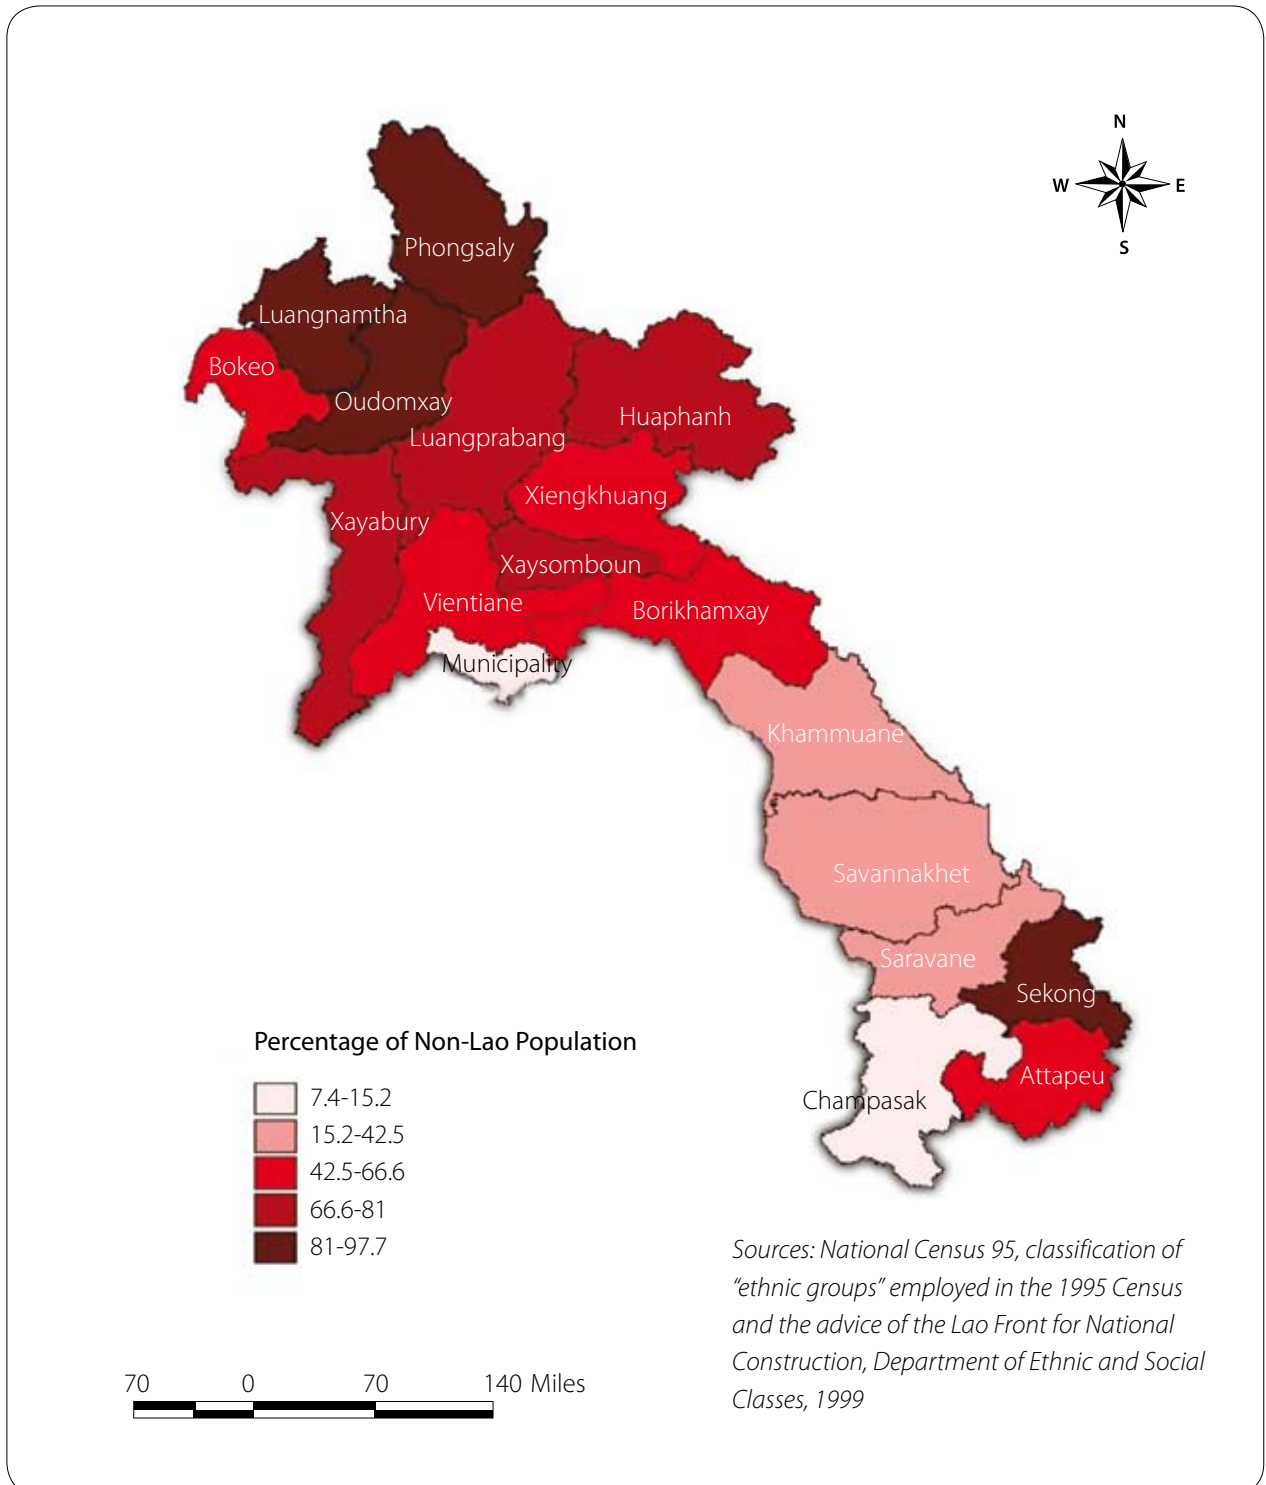 N
W E
S
Phongsaly
Luangnamtha
Bokeo
Oudomxay
Huaphanh
Luangprabang
Xiengkhuang
Xayabury
Xaysomboun
Vientiane
Borikhamxay
Municipality
Khammuane
Savannakhet
Saravane
Sekong
Attapeu
Champasak
Percentage of Non-Lao Population
7.4-15.2
15.2-42.5
42.5-66.6
66.6-81
81-97.7
Sources: National Census 95, classification of
“ethnic groups” employed in the 1995 Census
and the advice of the Lao Front for National
Construction, Department of Ethnic and Social
Classes, 1999
70 0 70 140 Miles